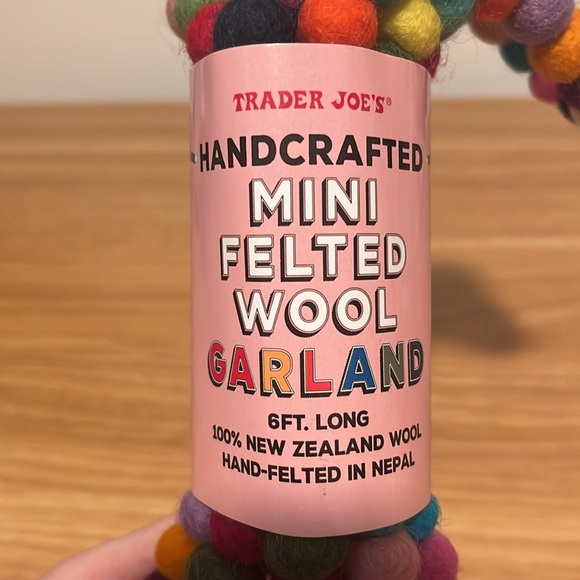 TRADER JOE'S®
HANDCRAFTED
MINI
FELTED
WOOL
GARLAND
6FT. LONG
100% NEW ZEALAND WOOL
HAND-FELTED IN NEPAL